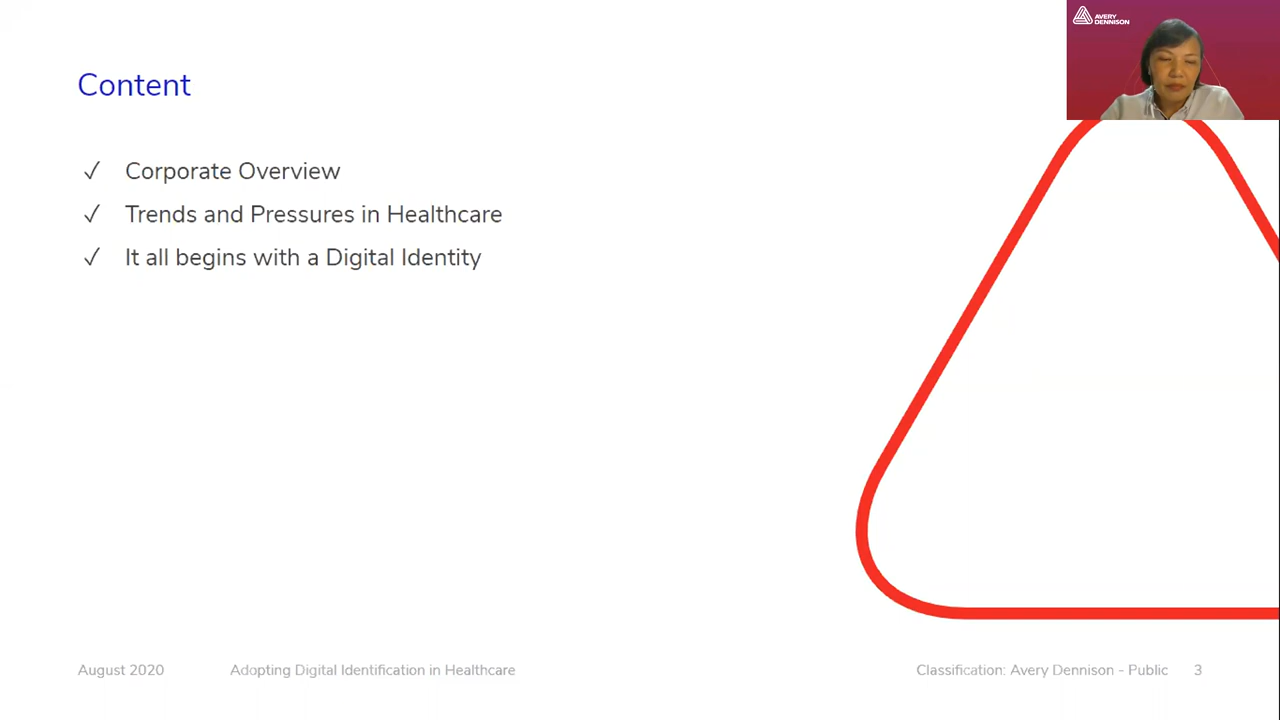 AVERY
DENNISON
Content
✓ Corporate Overview
✓ Trends and Pressures in Healthcare
✓ It all begins with a Digital Identity
August 2020 Adopting Digital Identification in Healthcare Classification: Avery Dennison - Public 3